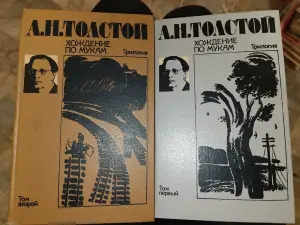 А.Н.ТОЛСТОЙ
ХОЖДЕНИЕ
ПО МУКАМ
Трилогия
Том
второй
А.Н.ТОЛСТОЙ
ХОЖДЕНИЕ
ПО МУКАМ
Трилогия
Том
первый